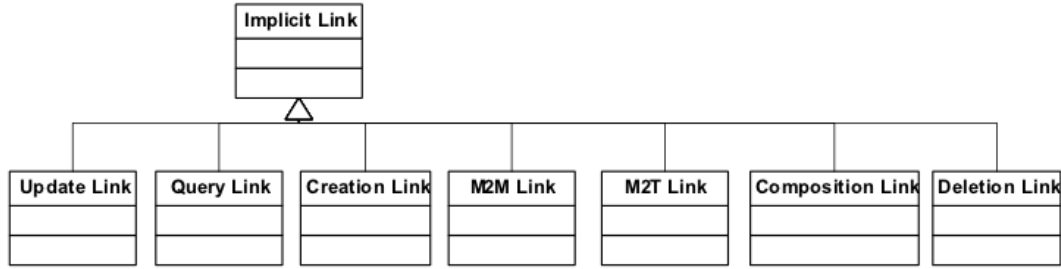 Implicit Link
Update Link
Query Link
Creation Link
M2M Link
M2T Link
Composition Link
Deletion Link